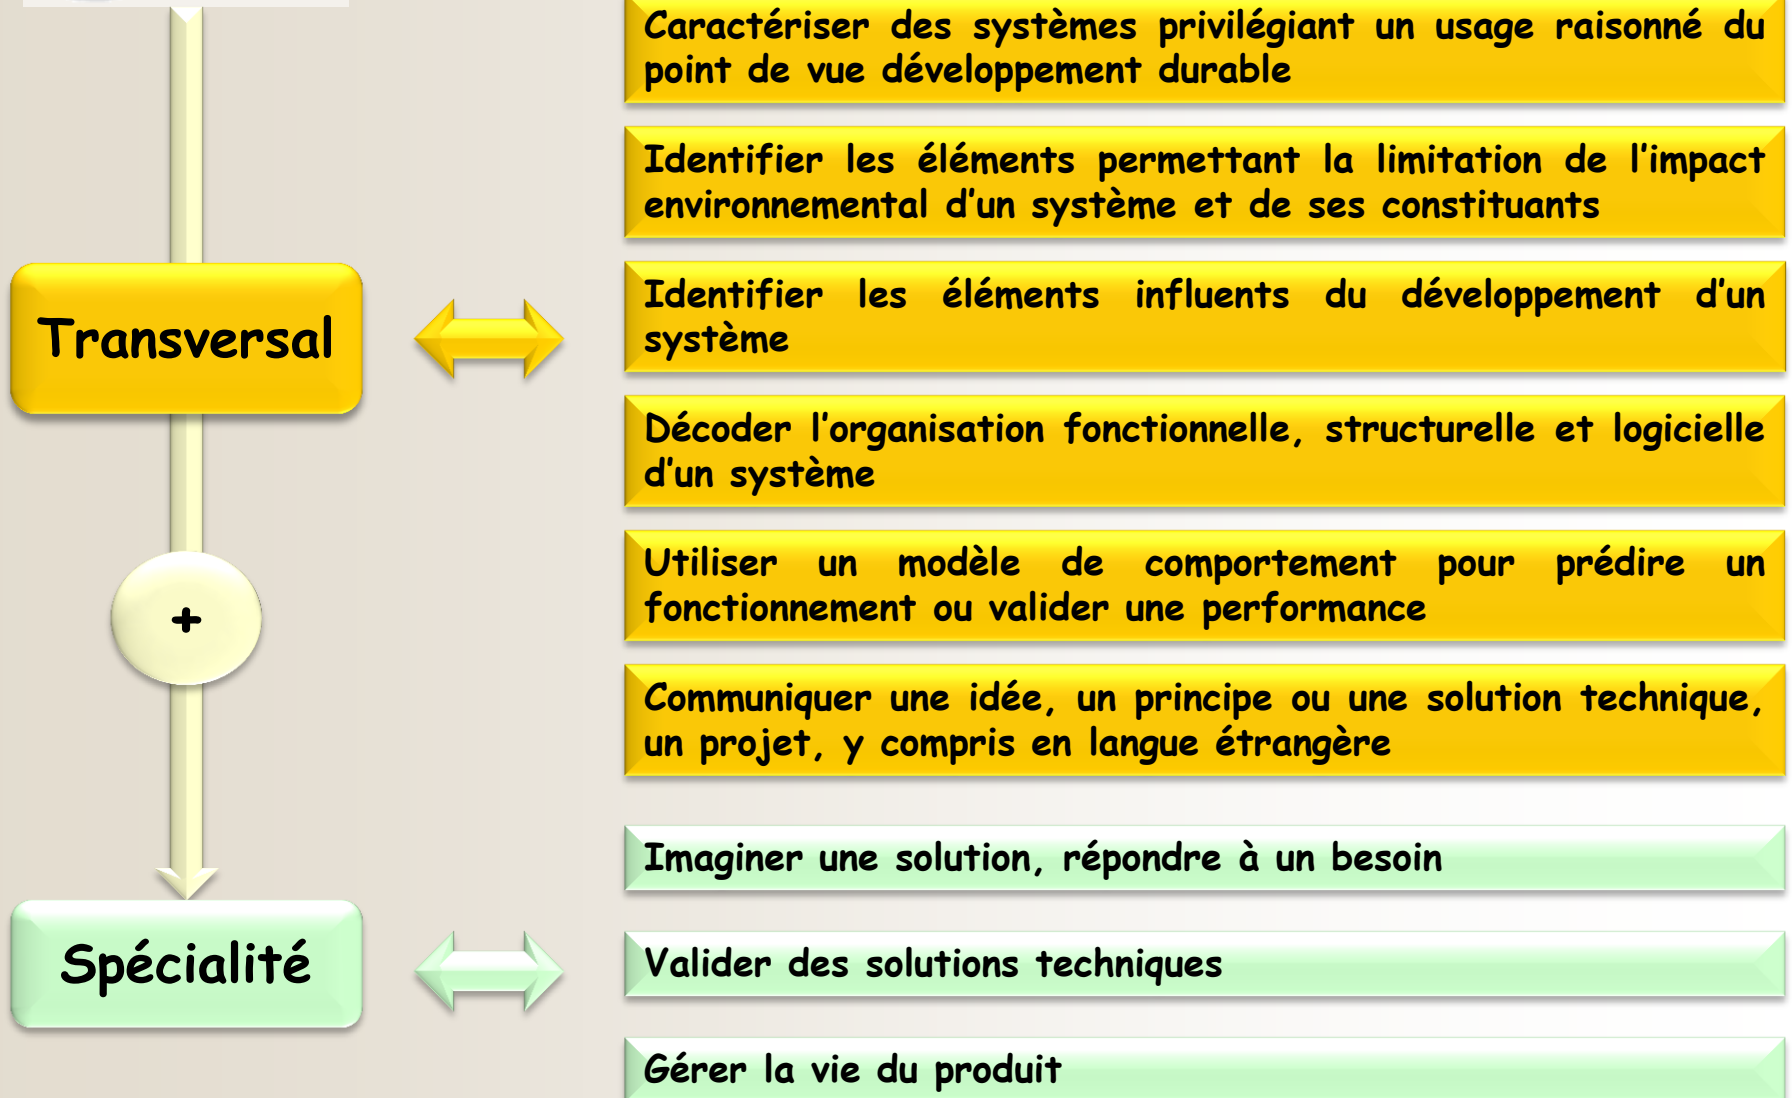 Caractériser des systèmes privilégiant un usage raisonné du
point de vue développement durable
Identifier les éléments permettant la limitation de l'impact
environnemental d'un système et de ses constituants
Transversal
Identifier les éléments influents du développement d'un
système
Décoder l'organisation fonctionnelle, structurelle et logicielle
d'un système
Utiliser un modèle de comportement pour prédire un
fonctionnement ou valider une performance
+
Communiquer une idée, un principe ou une solution technique,
un projet, y compris en langue étrangère
Imaginer une solution, répondre à un besoin
Spécialité
Valider des solutions techniques
Gérer la vie du produit